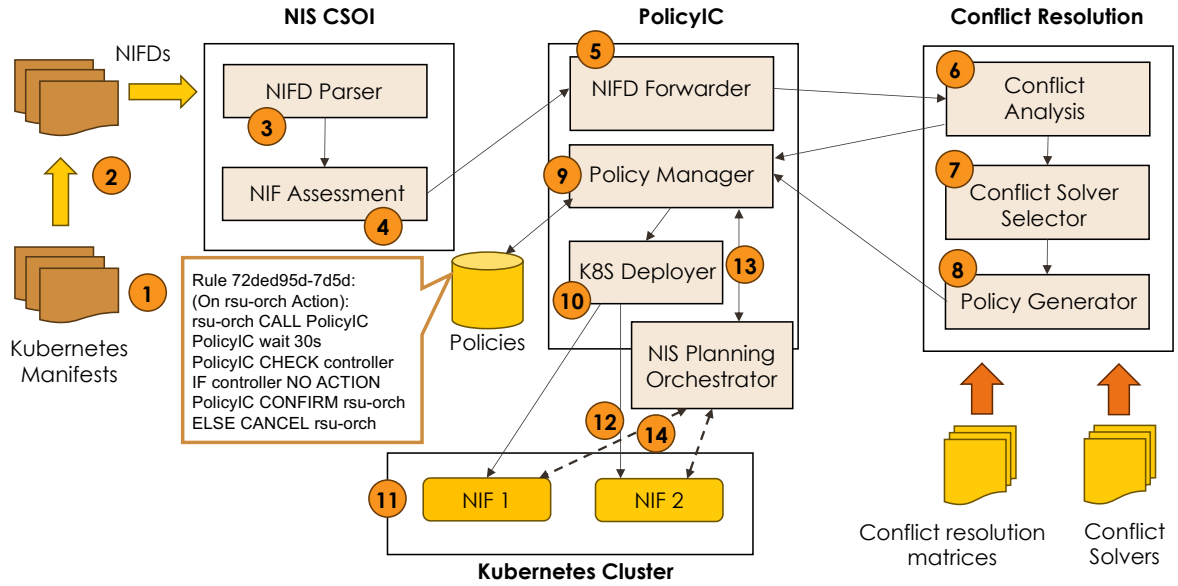 NIS CSOI
PolicyIC
Conflict Resolution
NIFDs
5
NIFD Forwarder
6
Conflict
Analysis
NIFD Parser
3
2
NIF Assessment
4
9
Policy Manager
7
Conflict Solver
Selector
1
Kubernetes
Manifests
Rule 72ded95d-7d5d:
(On rsu-orch Action):
rsu-orch CALL PolicyIC
PolicyIC wait 30s
PolicyIC CHECK controller
IF controller NO ACTION
PolicyIC CONFIRM rsu-orch
ELSE CANCEL rsu-orch
Policies
K8S Deployer
10
13
8
Policy Generator
NIS Planning
Orchestrator
12
14
11
NIF 1
NIF 2
Kubernetes Cluster
Conflict resolution
matrices
Conflict
Solvers